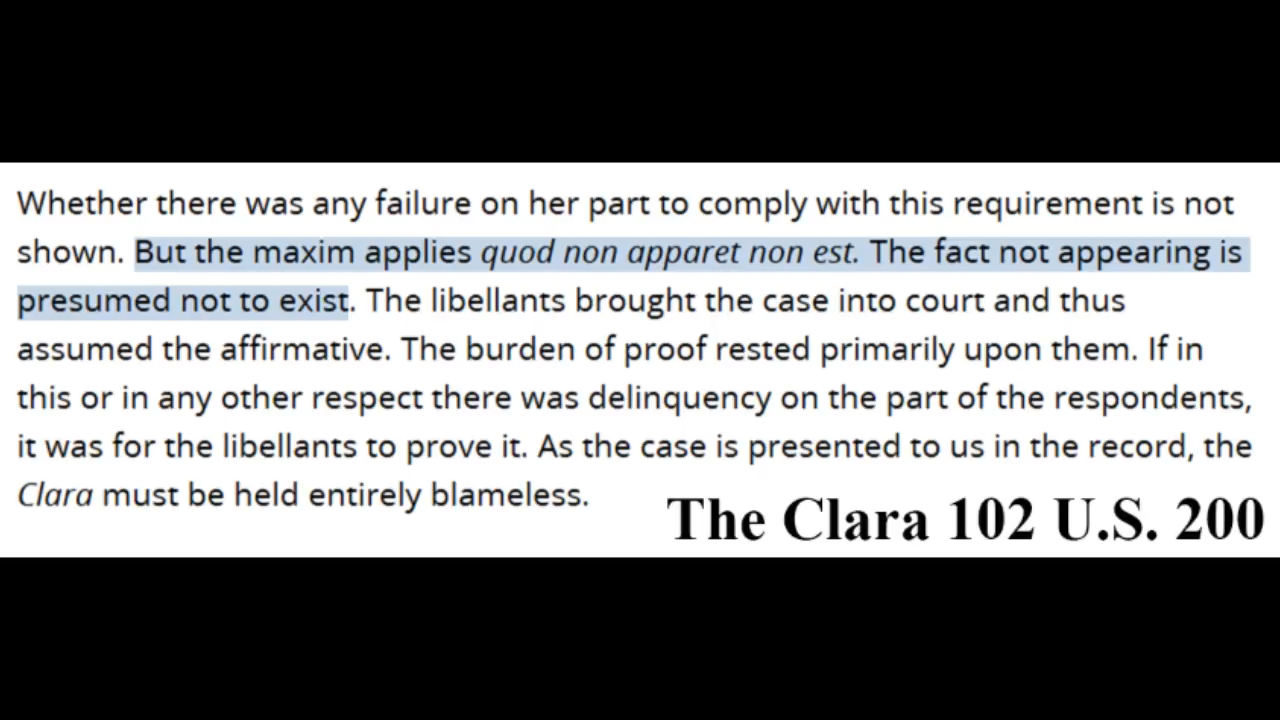 Whether there was any failure on her part to comply with this requirement is not
shown. But the maxim applies quod non apparet non est. The fact not appearing is
presumed not to exist. The libellants brought the case into court and thus
assumed the affirmative. The burden of proof rested primarily upon them. If in
this or in any other respect there was delinquency on the part of the respondents,
it was for the libellants to prove it. As the case is presented to us in the record, the
Clara must be held entirely blameless.
The Clara 102 U.S. 200